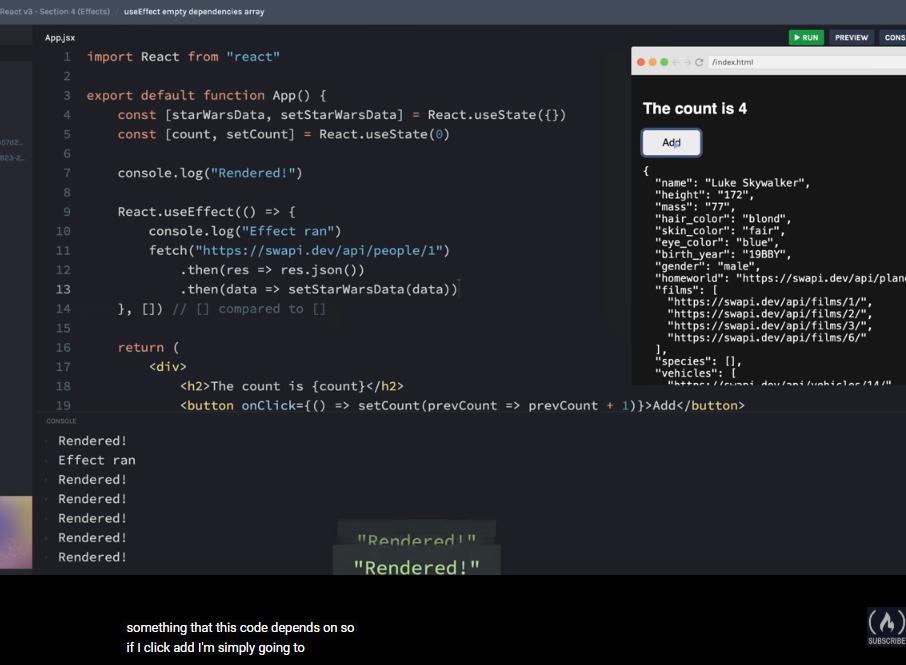 React v3 - Section 4 (Effects) / useEffect empty dependencies array
App.jsx
RUN
PREVIEW
CONS
1 import React from "react"
2
3 export default function App() {
4 const [starWarsData, setStarWarsData] = React.useState({})
5 const [count, setCount] = React.useState(0)
6
7 console.log("Rendered!")
8
9 React.useEffect(() => {
10 console.log("Effect ran")
11 fetch("https://swapi.dev/api/people/1")
12 .then(res => res.json())
13 .then(data => setStarWarsData(data))
14 }, []) // [] compared to []
15
16 return (
17 <div>
18 <h2>The count is {count}</h2>
19 <button onClick={() => setCount(prevCount => prevCount + 1)}>Add</button>
/index.html
The count is 4
Add
{
"name": "Luke Skywalker",
"height": "172",
"mass": "77",
"hair_color": "blond",
"skin_color": "fair",
"eye_color": "blue",
"birth_year": "19BBY",
"gender": "male",
"homeworld": "https://swapi.dev/api/plane
"films": [
"https://swapi.dev/api/films/1/",
"https://swapi.dev/api/films/2/",
"https://swapi.dev/api/films/3/",
"https://swapi.dev/api/films/6/"
],
"species": [],
"vehicles": [
"https://swapi.dev/api/vehicles/14/"
CONSOLE
Rendered!
Effect ran
Rendered!
Rendered!
Rendered!
Rendered!
Rendered!
"Rendered!"
"Rendered!"
something that this code depends on so
if I click add I'm simply going to
SUBSCRIBE